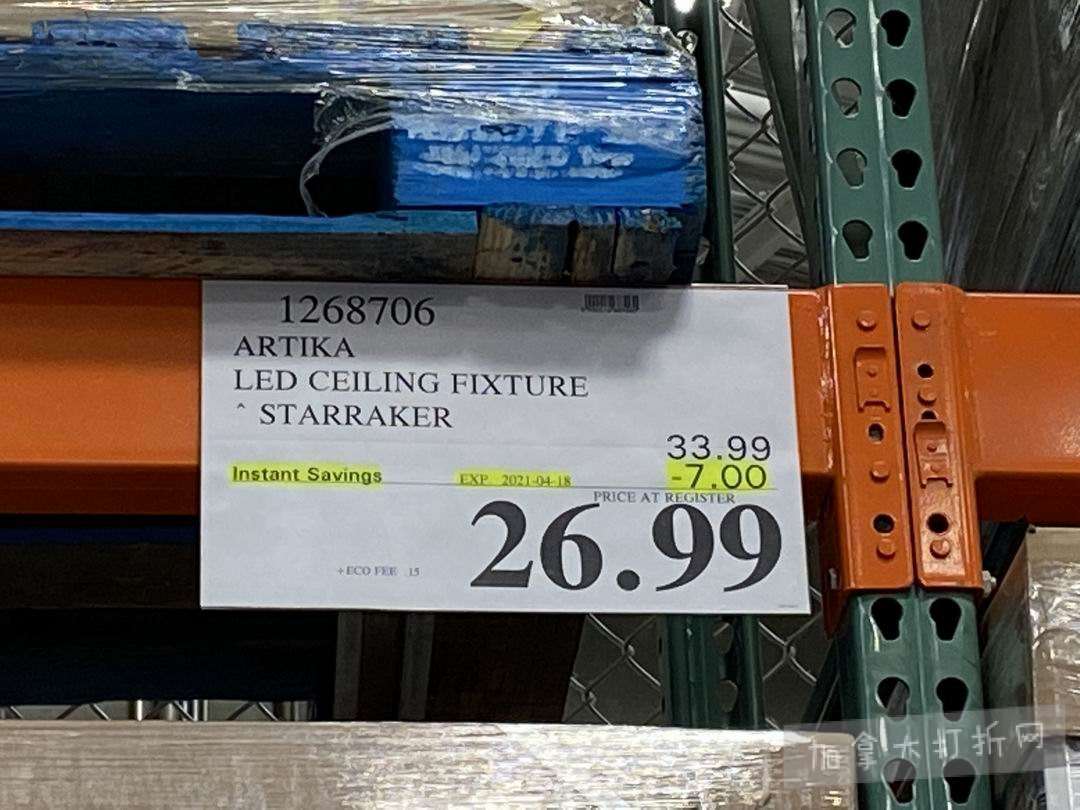 1268706
ARTIKA
LED CEILING FIXTURE
^ STARRAKER
33.99
Instant Savings EXP. 2021-04-18 -7.00
PRICE AT REGISTER
26.99
+ECO FEE .15
加拿大打折网